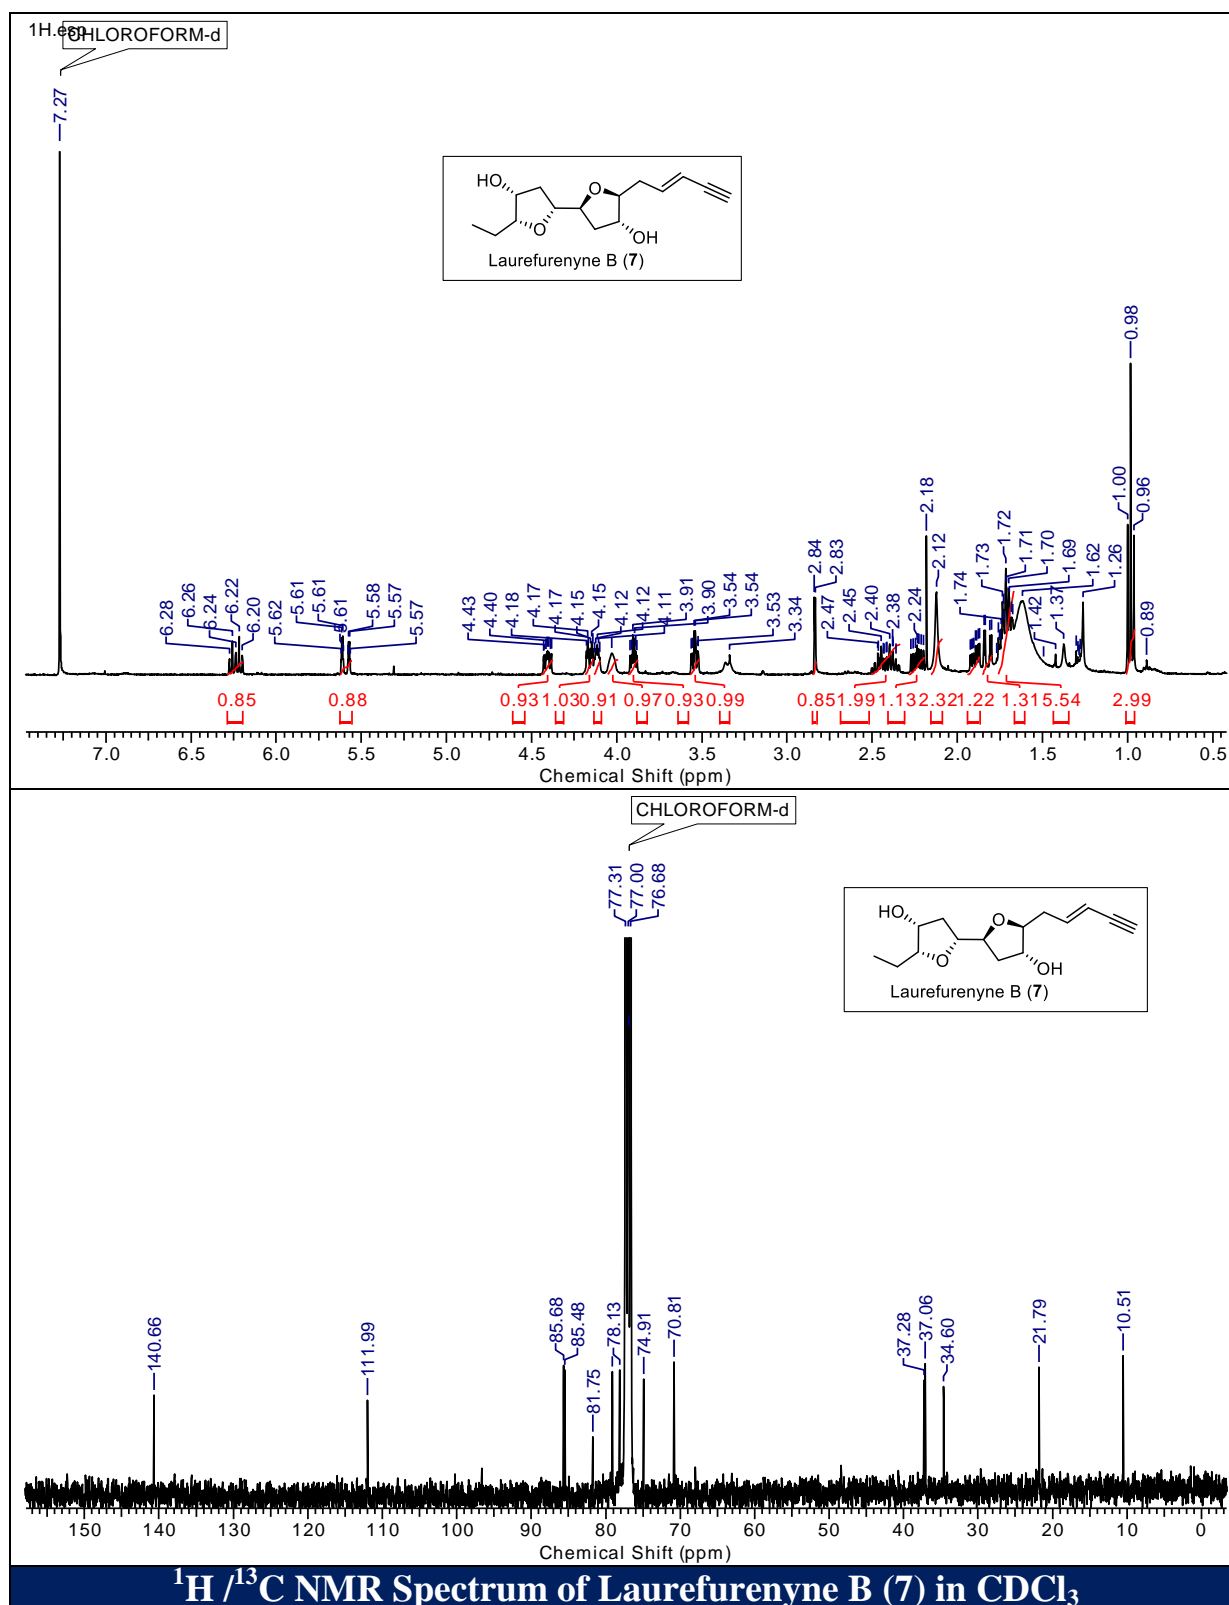 1H.esp
CHLOROFORM-d
7.27
HO
O
O
OH
Laurefurenyne B (7)
6.28 6.26 6.24 6.22 6.20 5.62 5.61 5.61 5.61 5.58 5.57 5.57 4.43 4.40 4.18 4.17 4.17 4.15 4.15 4.12 4.12 4.11 3.91 3.90 3.54 3.54 3.53 3.34 2.84 2.83 2.47 2.45 2.40 2.38 2.24 2.18 2.12 1.74 1.73 1.72 1.71 1.70 1.69 1.62 1.42 1.37 1.26 1.00 0.98 0.96 0.89
0.85 0.88 0.93 1.03 0.91 0.97 0.93 0.99 0.85 1.99 1.13 2.32 1.22 1.31 5.54 2.99
7.0 6.5 6.0 5.5 5.0 4.5 4.0 3.5 3.0 2.5 2.0 1.5 1.0 0.5
Chemical Shift (ppm)
CHLOROFORM-d
77.31 77.00 76.68
HO
O
O
OH
Laurefurenyne B (7)
140.66 111.99 85.68 85.48 81.75 78.13 74.91 70.81 37.28 37.06 34.60 21.79 10.51
150 140 130 120 110 100 90 80 70 60 50 40 30 20 10 0
Chemical Shift (ppm)
¹H /¹³C NMR Spectrum of Laurefurenyne B (7) in CDCl₃